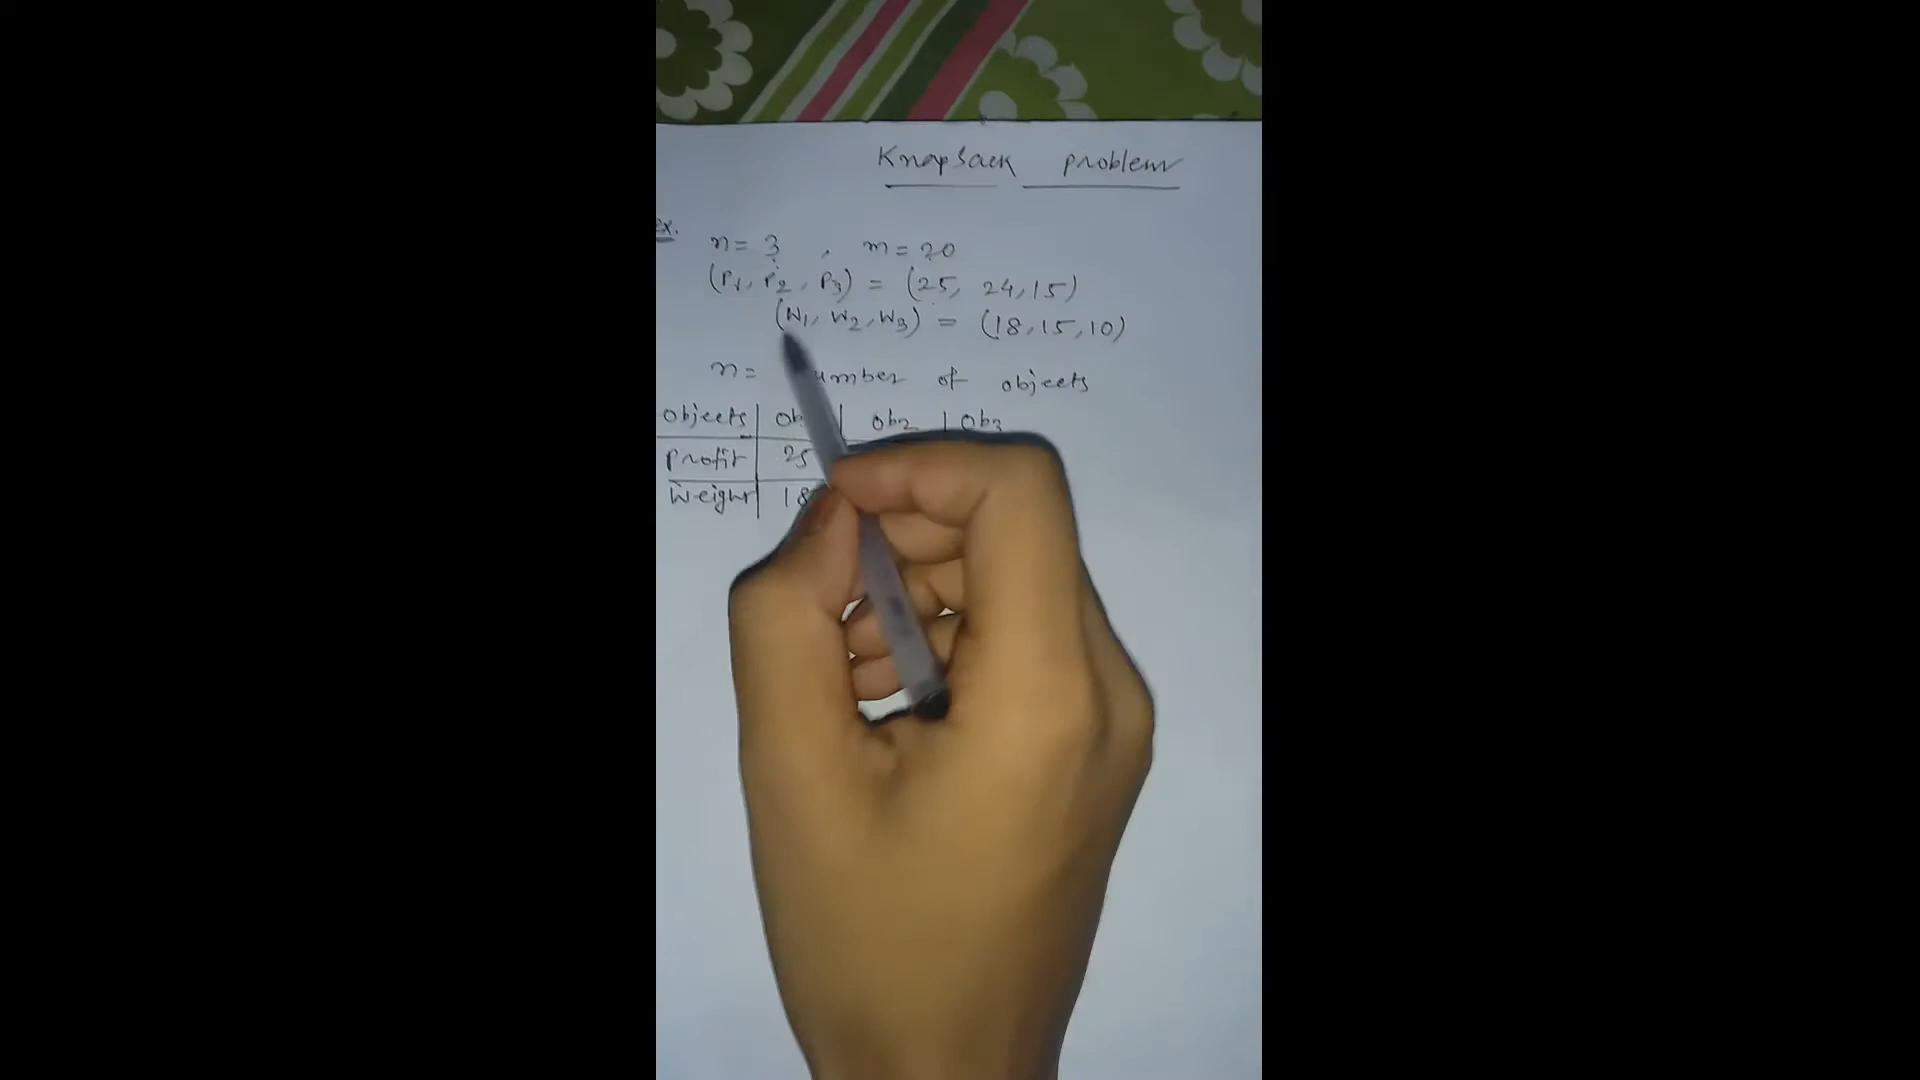 Knapsack problem
Ex.
n = 3 , m = 20
(P1, P2, P3) = (25, 24, 15)
(W1, W2, W3) = (18, 15, 10)
n = number of objects
objects | ob | ob2 | ob3
Profit | 25
Weight | 18